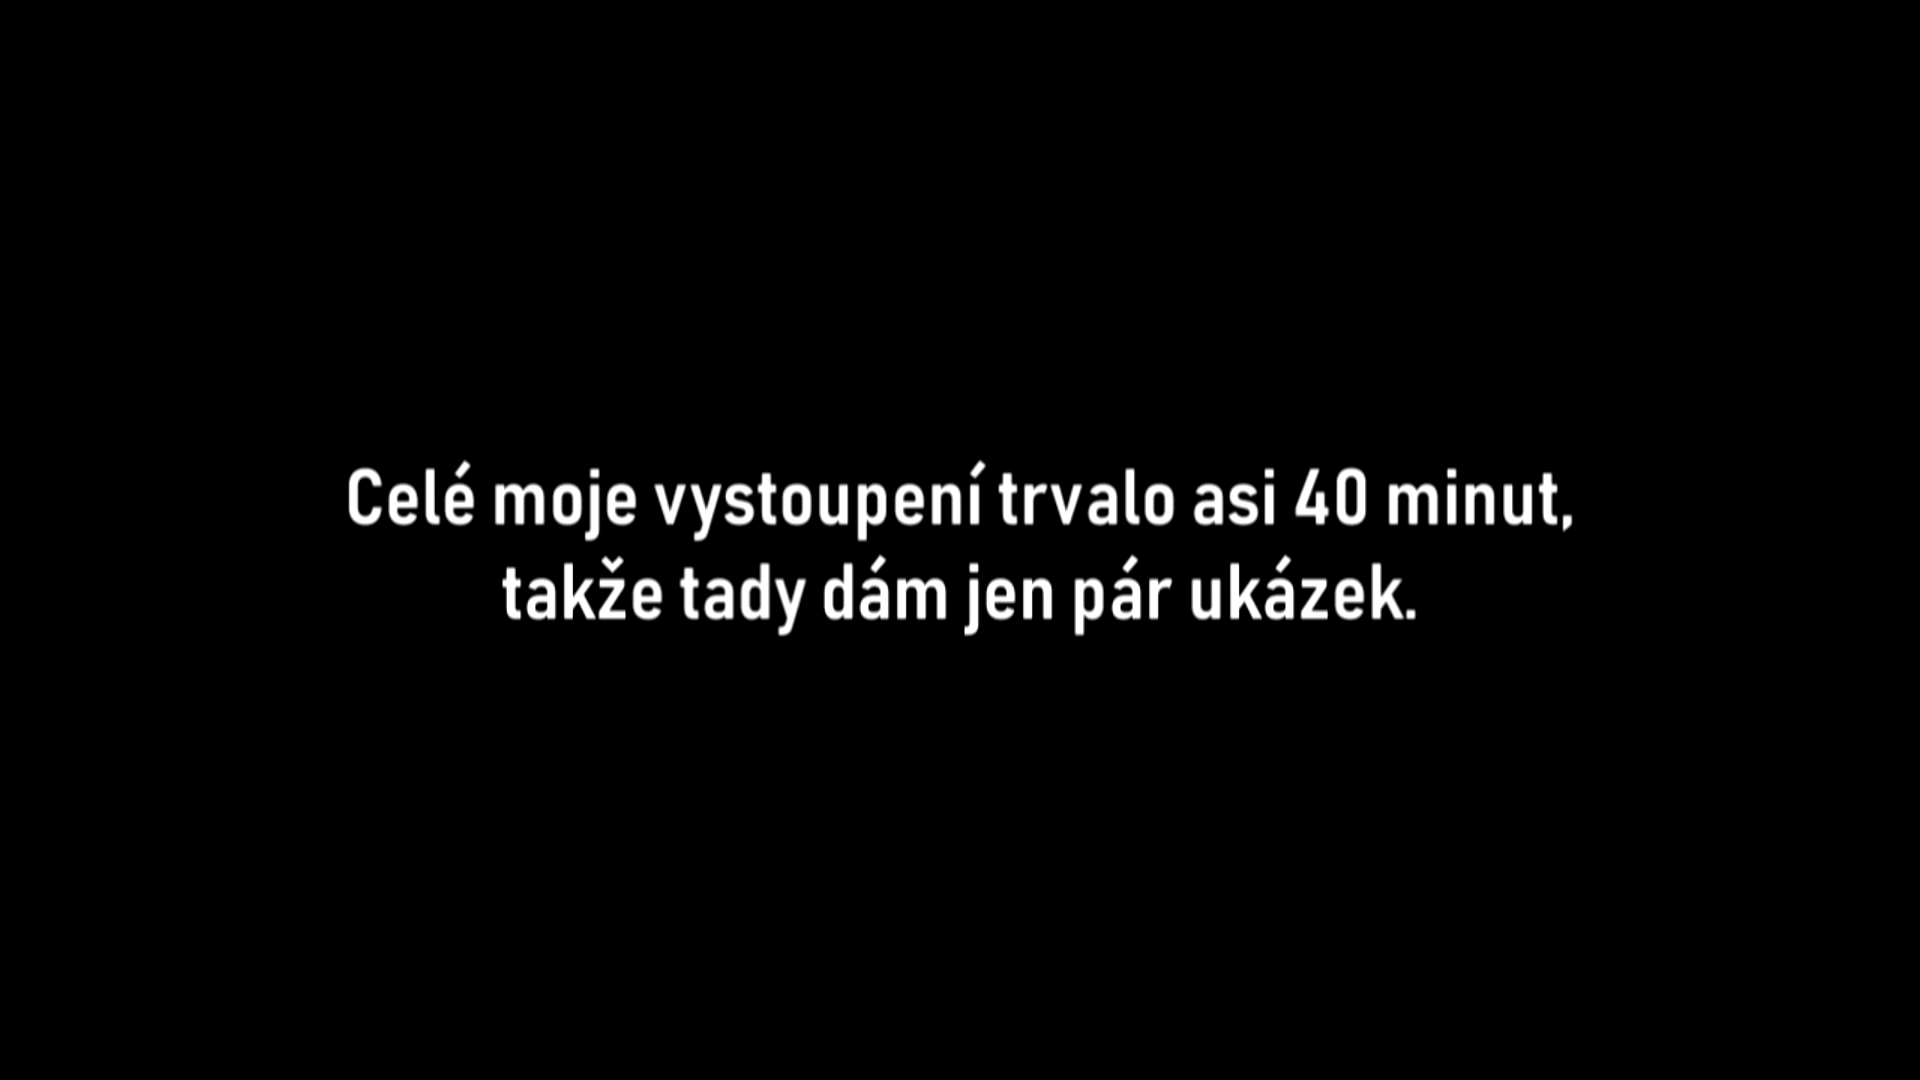 Celé moje vystoupení trvalo asi 40 minut,
takže tady dám jen pár ukázek.